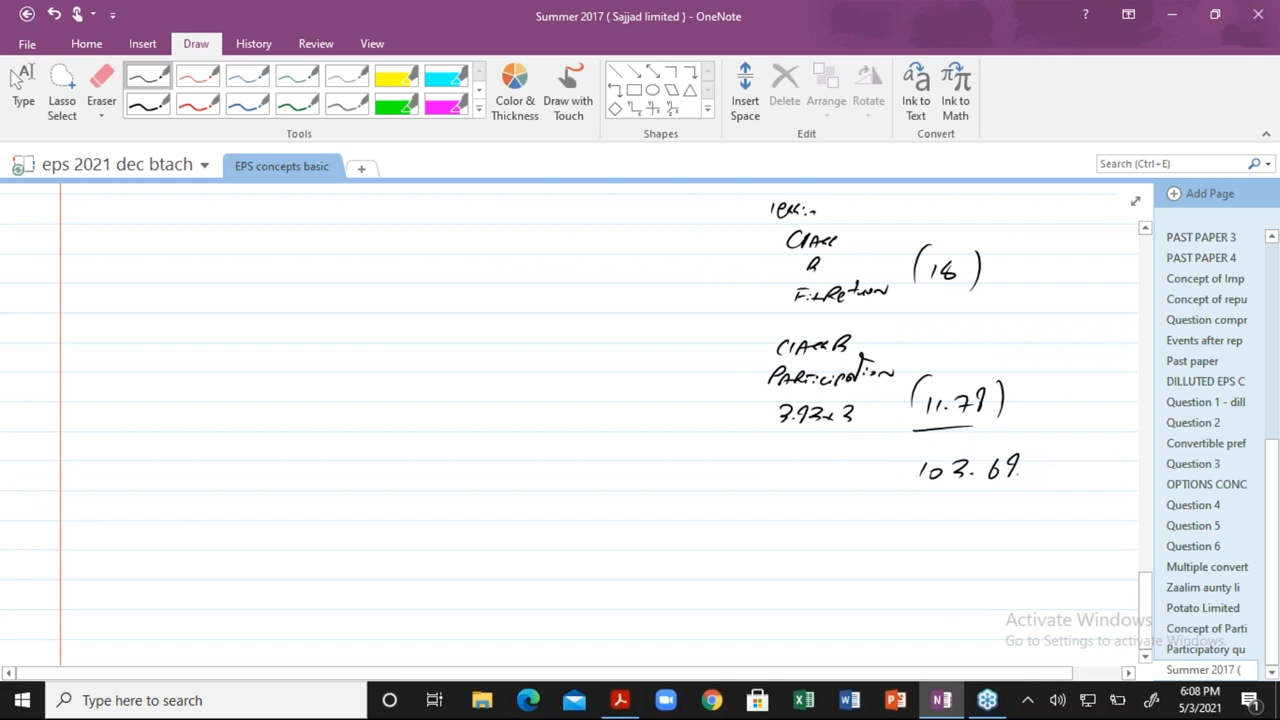 Summer 2017 ( Sajjad limited ) - OneNote
?
File Home Insert Draw History Review View
Type
Lasso
Select
Eraser
Color &
Thickness
Draw with
Touch
Insert
Space
Delete
Arrange
Rotate
Ink to
Text
Ink to
Math
Tools
Shapes
Edit
Convert
eps 2021 dec btach
EPS concepts basic
Search (Ctrl+E)
Add Page
PAST PAPER 3
PAST PAPER 4
Concept of Imp
Concept of repu
Question compr
Events after rep
Past paper
DILLUTED EPS C
Question 1 - dill
Question 2
Convertible pref
Question 3
OPTIONS CONC
Question 4
Question 5
Question 6
Multiple convert
Zaalim aunty li
Potato Limited
Concept of Parti
Participatory qu
Summer 2017 (
Class
B
(18)
Class B
Participation
3.93x3
(11.79)
103.69
Activate Windows
Go to Settings to activate Windows.
Type here to search
6:08 PM
5/3/2021